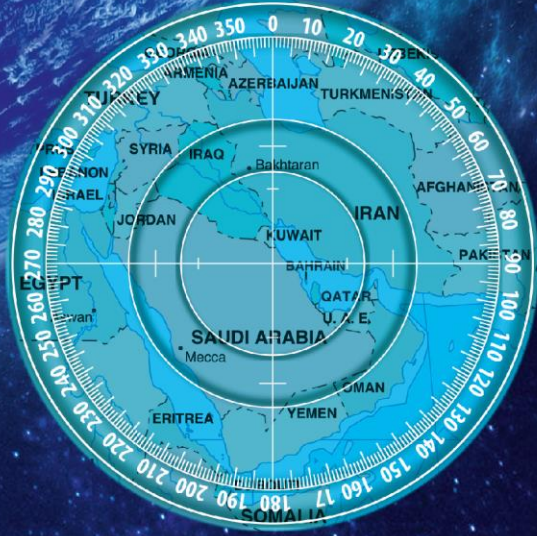 350 0 10
340 20
330 30
320 40
310 50
300 60
290 70
280 80
270 90
260 100
250 110
240 120
230 130
220 140
210 150
200 160
190 180 17
ARMENIA
AZERBAIJAN
TURKEY
TURKMENISTAN
SYRIA
IRAQ
Bakhtaran
AFGHANISTAN
ISRAEL
JORDAN
IRAN
KUWAIT
BAHRAIN
PAKISTAN
EGYPT
QATAR
U. A. E.
SAUDI ARABIA
Mecca
OMAN
ERITREA
YEMEN
SOMALIA